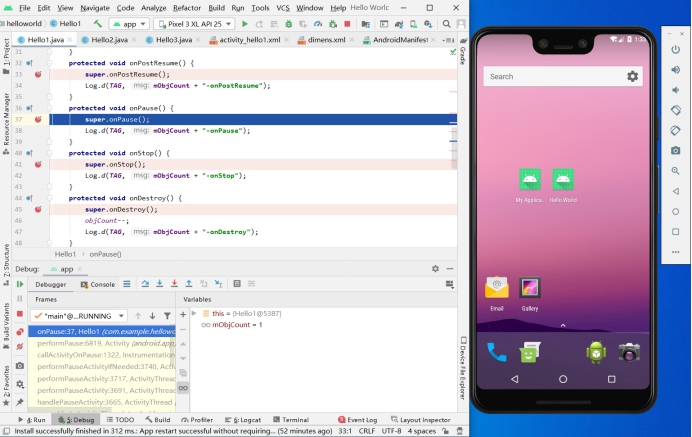 File Edit View Navigate Code Analyze Refactor Build Run Tools VCS Window Help Hello Worlc
helloworld Hello1 app Pixel 3 XL API 25
Hello1.java Hello2.java Hello3.java activity_hello1.xml dimens.xml AndroidManifest
1: Project
Resource Manager
Z: Structure
Build Variants
2: Favorites
Gradle
Device File Explorer
31 }
32 protected void onPostResume() {
33 super.onPostResume();
34 Log.d(TAG, msg: mObjCount + "-onPostResume");
35 }
36 protected void onPause() {
37 super.onPause();
38 Log.d(TAG, msg: mObjCount + "-onPause");
39 }
40 protected void onStop() {
41 super.onStop();
42 Log.d(TAG, msg: mObjCount + "-onStop");
43 }
44 protected void onDestroy() {
45 super.onDestroy();
46 objCount--;
47 Log.d(TAG, msg: mObjCount + "-onDestroy");
48 }
Hello1 › onPause()
Debug: app
Debugger Console
Frames Variables
"main"@...RUNNING
this = {Hello1@5387}
mObjCount = 1
onPause:37, Hello1 (com.example.hellowo
performPause:6819, Activity (android.app,
callActivityOnPause:1322, Instrumentation
performPauseActivityIfNeeded:3740, Activ
performPauseActivity:3717, ActivityThread
performPauseActivity:3691, ActivityThread
handlePauseActivity:3665, ActivityThread
4: Run 5: Debug TODO Build Profiler 6: Logcat Terminal Event Log Layout Inspector
Install successfully finished in 312 ms.: App restart successful without requiring... (52 minutes ago) 33:1 CRLF UTF-8 4 spaces
1:35
Search
My Applica..
Hello World
Email
Gallery